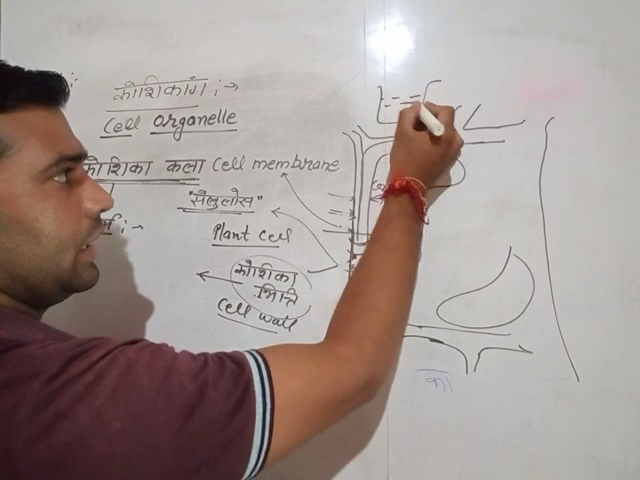 कोशिकांग :→
Cell organelle
कोशिका कला Cell membrane
"सेलुलोस"
Plant cell
कोशिका
भित्ति
Cell wall
का